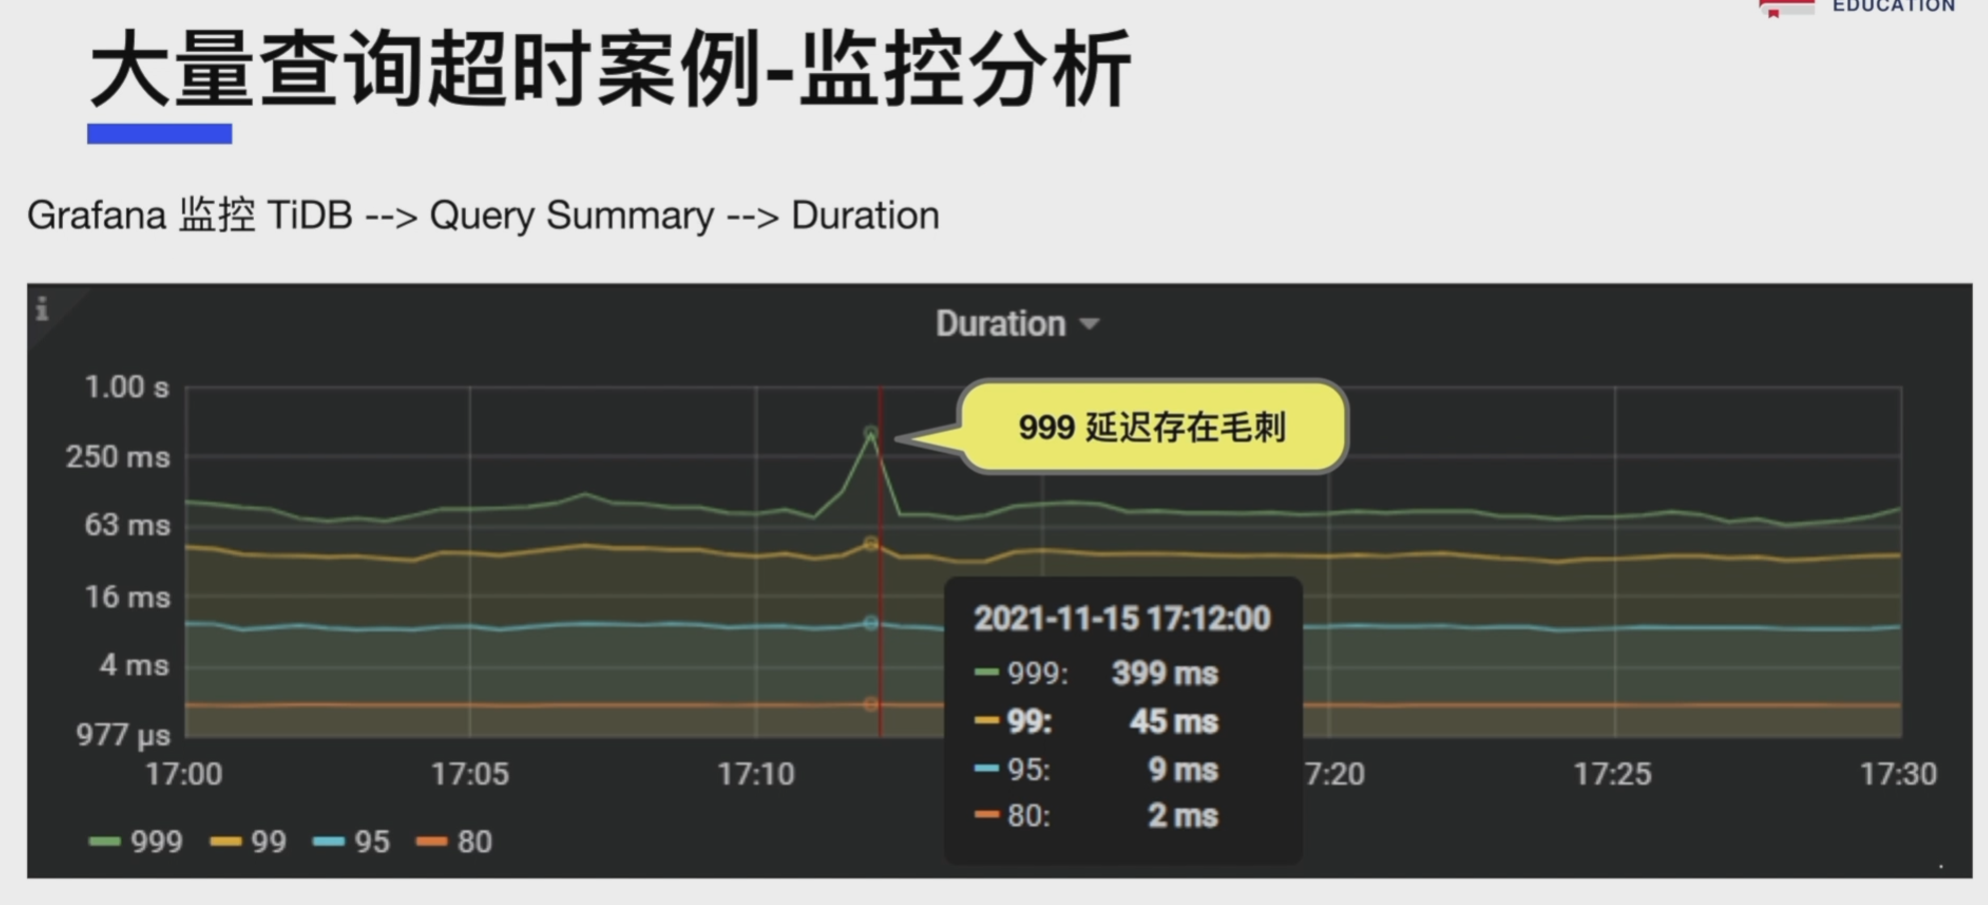 EDUCATION
大量查询超时案例-监控分析
Grafana 监控 TiDB --> Query Summary --> Duration
i
Duration
1.00 s
250 ms
63 ms
16 ms
4 ms
977 µs
999 延迟存在毛刺
2021-11-15 17:12:00
999: 399 ms
99: 45 ms
95: 9 ms
80: 2 ms
17:00 17:05 17:10 7:20 17:25 17:30
999 99 95 80